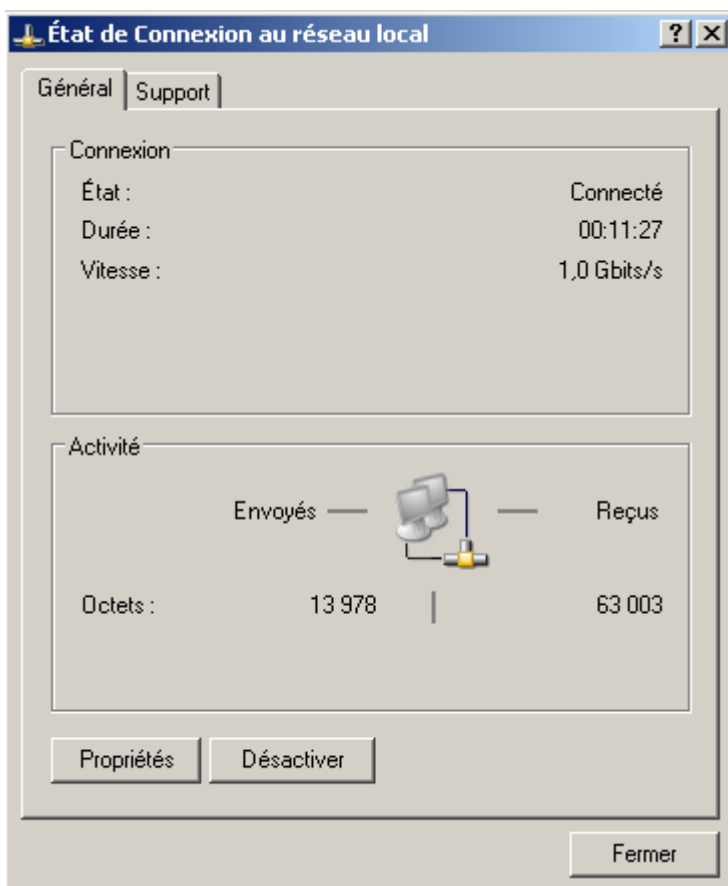 État de Connexion au réseau local
Général Support
Connexion
État : Connecté
Durée : 00:11:27
Vitesse : 1,0 Gbits/s
Activité
Envoyés Reçus
Octets : 13 978 63 003
Propriétés Désactiver
Fermer